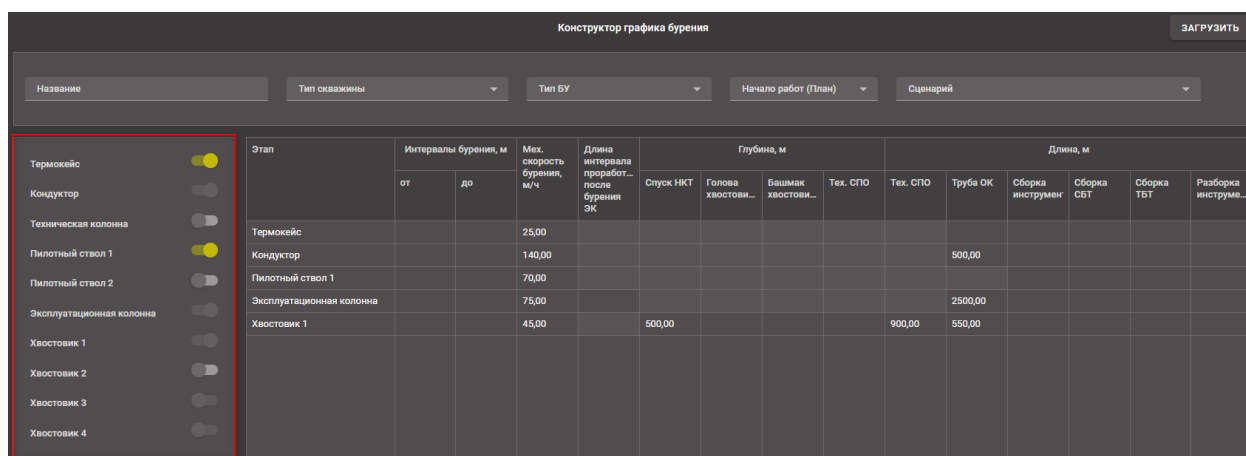 Конструктор графика бурения
ЗАГРУЗИТЬ
Название
Тип скважины
Тип БУ
Начало работ (План)
Сценарий
Термокейс
Кондуктор
Техническая колонна
Пилотный ствол 1
Пилотный ствол 2
Эксплуатационная колонна
Хвостовик 1
Хвостовик 2
Хвостовик 3
Хвостовик 4
Этап
Интервалы бурения, м
от
до
Мех.
скорость
бурения,
м/ч
Длина
интервала
проработ...
после
бурения
ЭК
Глубина, м
Спуск НКТ
Голова
хвостови...
Башмак
хвостови...
Тех. СПО
Длина, м
Тех. СПО
Труба ОК
Сборка
инструмент
Сборка
СБТ
Сборка
ТБТ
Разборка
инструме...
Термокейс 25,00
Кондуктор 140,00 500,00
Пилотный ствол 1 70,00
Эксплуатационная колонна 75,00 2500,00
Хвостовик 1 45,00 500,00 900,00 550,00